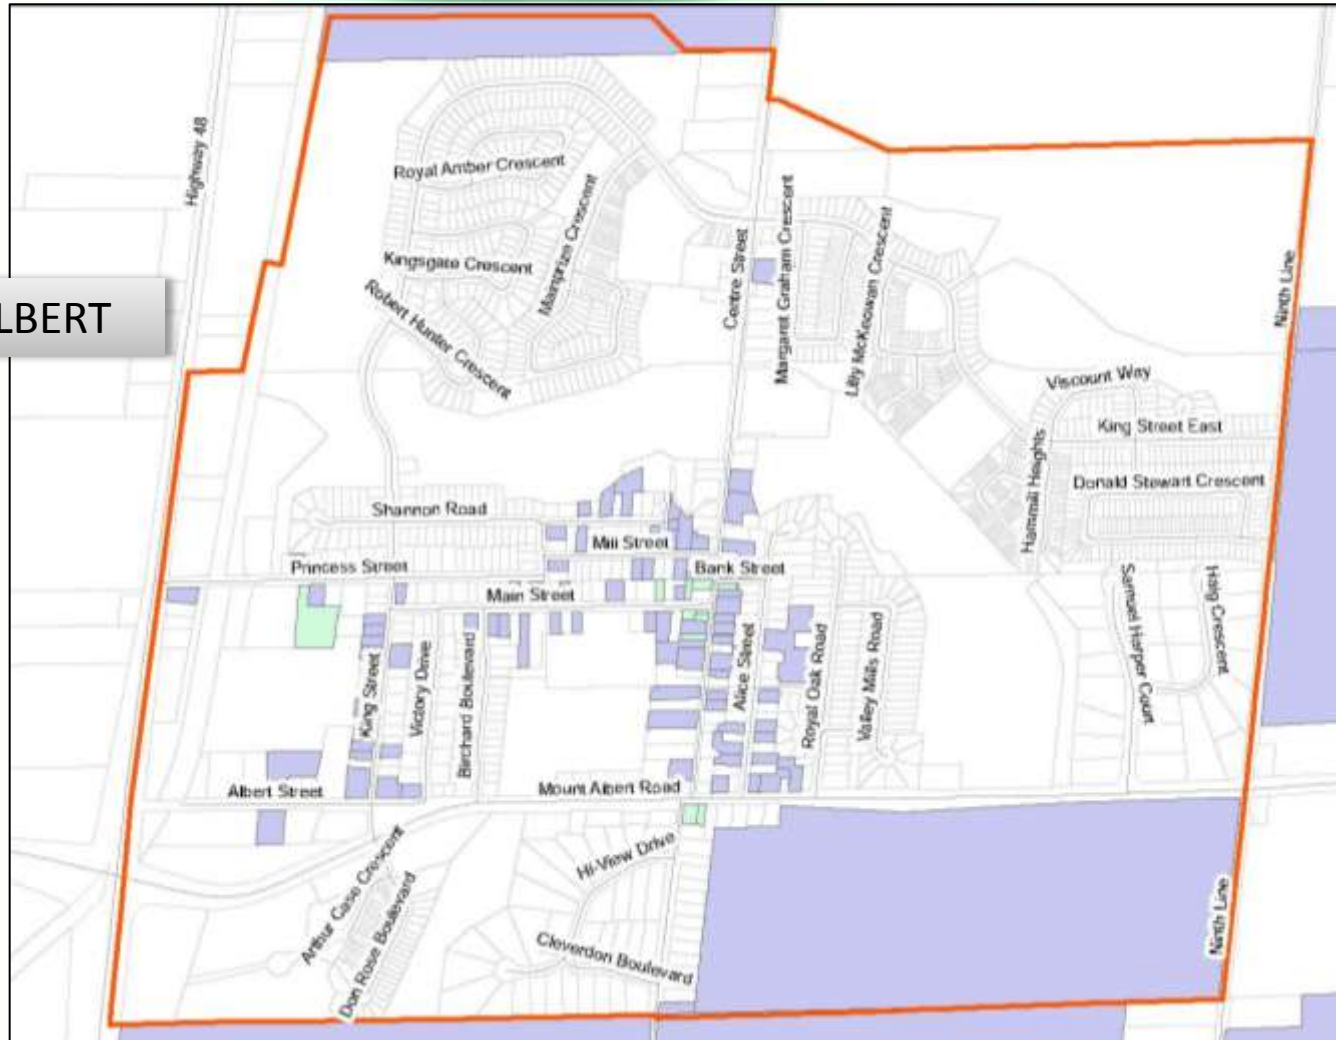 Highway 48
Royal Amber Crescent
Mainprize Crescent
Kingsgate Crescent
Robert Hunter Crescent
Centre Street
Margaret Graham Crescent
Lilly McKeowan Crescent
Ninth Line
LBERT
Viscount Way
King Street East
Hammill Heights
Donald Stewart Crescent
Shannon Road
Mill Street
Princess Street
Bank Street
Main Street
Samuel Harper Court
Haig Crescent
King Street
Victory Drive
Birchard Boulevard
Alice Street
Royal Oak Road
Valley Mills Road
Albert Street
Mount Albert Road
Hi-View Drive
Arthur Case Crescent
Don Rose Boulevard
Cleverdon Boulevard
Ninth Line